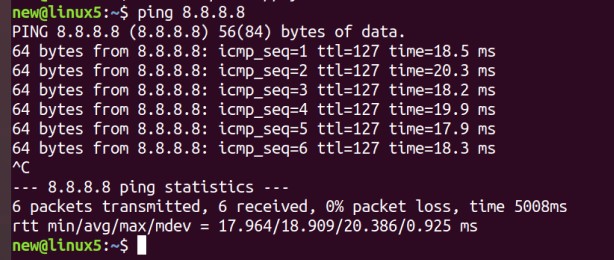 new@linux5:~$ ping 8.8.8.8
PING 8.8.8.8 (8.8.8.8) 56(84) bytes of data.
64 bytes from 8.8.8.8: icmp_seq=1 ttl=127 time=18.5 ms
64 bytes from 8.8.8.8: icmp_seq=2 ttl=127 time=20.3 ms
64 bytes from 8.8.8.8: icmp_seq=3 ttl=127 time=18.2 ms
64 bytes from 8.8.8.8: icmp_seq=4 ttl=127 time=19.9 ms
64 bytes from 8.8.8.8: icmp_seq=5 ttl=127 time=17.9 ms
64 bytes from 8.8.8.8: icmp_seq=6 ttl=127 time=18.3 ms
^C
--- 8.8.8.8 ping statistics ---
6 packets transmitted, 6 received, 0% packet loss, time 5008ms
rtt min/avg/max/mdev = 17.964/18.909/20.386/0.925 ms
new@linux5:~$